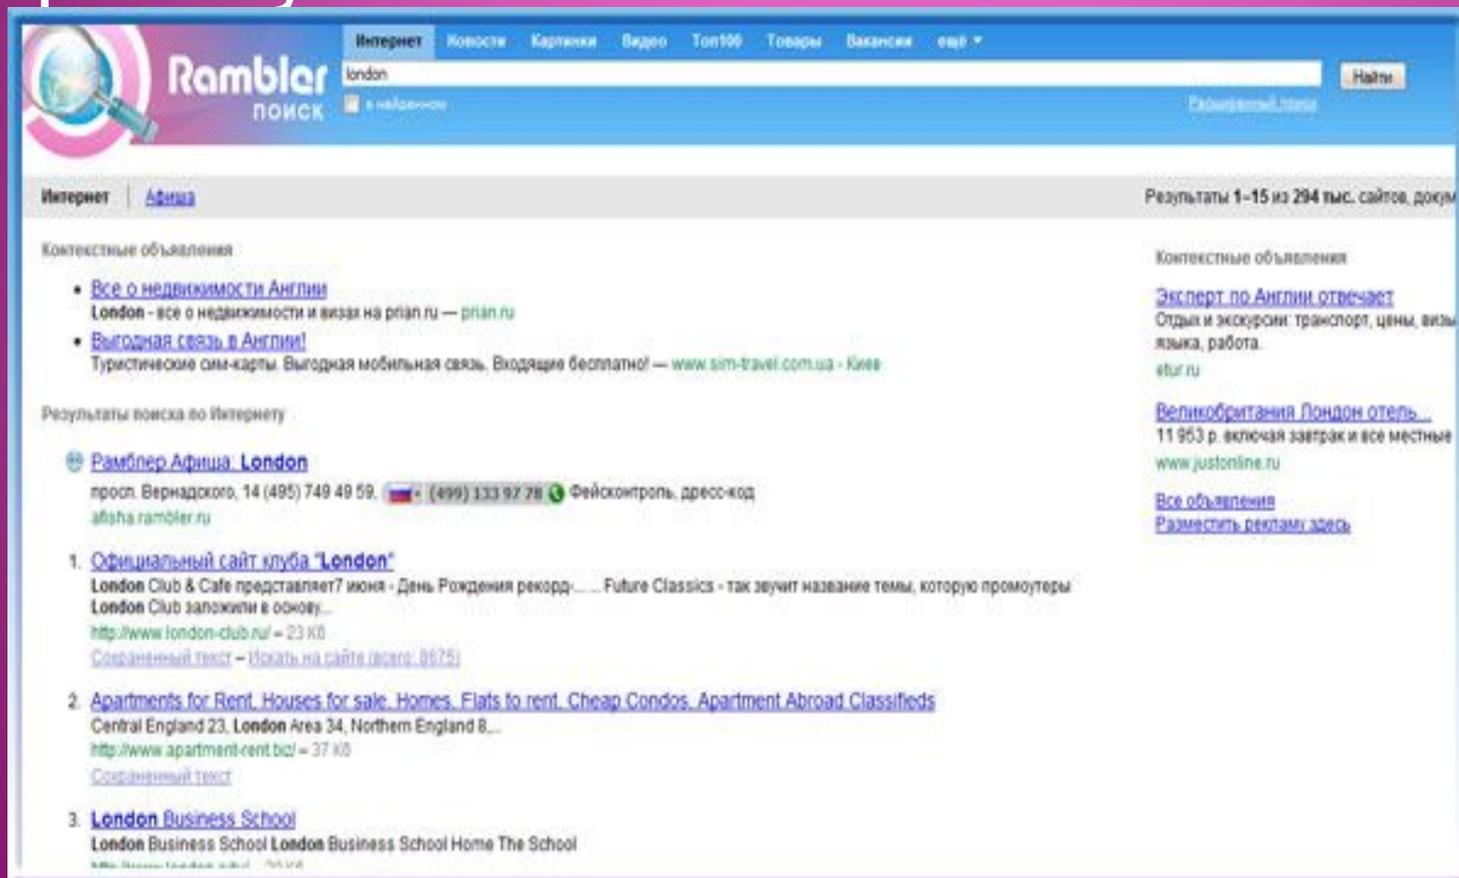 Интернет Новости Картинки Видео Топ100 Товары Вакансии ещё
Rambler
поиск
london
Найти
в найденном
Расширенный поиск
Интернет | Афиша
Результаты 1–15 из 294 тыс. сайтов, докум
Контекстные объявления
• Все о недвижимости Англии
London - все о недвижимости и визах на prian.ru — prian.ru
• Выгодная связь в Англии!
Туристические сим-карты. Выгодная мобильная связь. Входящие бесплатно! — www.sim-travel.com.ua - Киев
Результаты поиска по Интернету
Рамблер Афиша: London
просп. Вернадского, 14 (495) 749 49 59, (499) 133 97 78 Фейсконтроль, дресс-код
afisha.rambler.ru
1. Официальный сайт клуба "London"
London Club & Cafe представляет7 июня - День Рождения рекорд-... ... Future Classics - так звучит название темы, которую промоутеры
London Club заложили в основу...
http://www.london-club.ru/ – 23 Кб
Сохраненный текст – Искать на сайте (всего: 8675)
2. Apartments for Rent, Houses for sale, Homes, Flats to rent, Cheap Condos, Apartment Abroad Classifieds
Central England 23, London Area 34, Northern England 8,...
http://www.apartment-rent.biz/ – 37 Кб
Сохраненный текст
3. London Business School
London Business School London Business School Home The School
Контекстные объявления
Эксперт по Англии отвечает
Отдых и экскурсии: транспорт, цены, визы
языка, работа.
etur.ru
Великобритания Лондон отель...
11 953 р. включая завтрак и все местные
www.justonline.ru
Все объявления
Разместить рекламу здесь